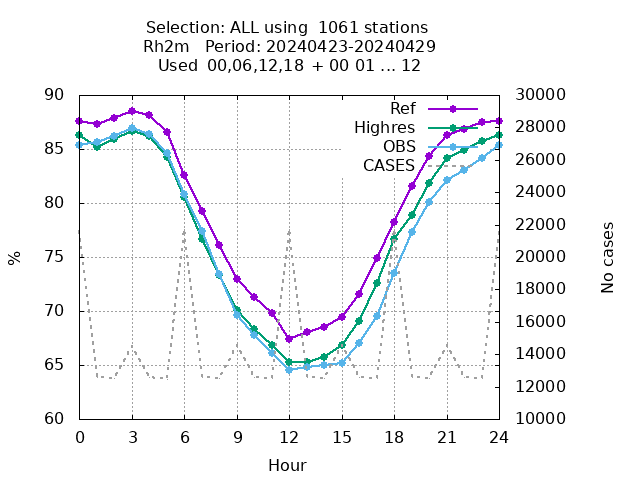 Selection: ALL using  1061 stations
Rh2m   Period: 20240423-20240429
Used  00,06,12,18  + 00 01 ... 12
90 30000
Ref
28000
Highres
85 OBS
26000
CASES
24000
80
22000
% 75 20000 No cases
18000
70
16000
65 14000
12000
60 10000
0 3 6 9 12 15 18 21 24
Hour